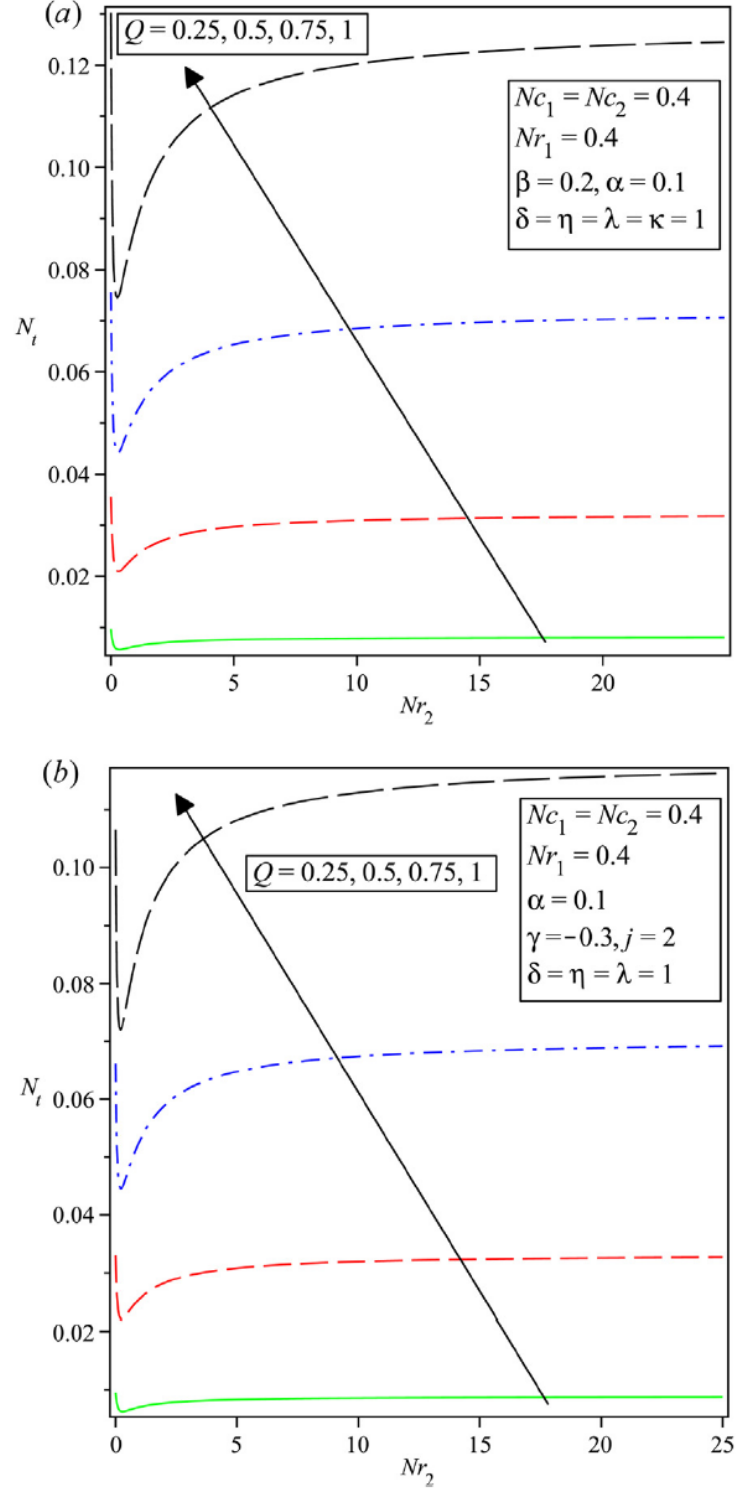 (a)
Q = 0.25, 0.5, 0.75, 1
Nc₁ = Nc₂ = 0.4
Nr₁ = 0.4
β = 0.2, α = 0.1
δ = η = λ = κ = 1
0.12
0.10
0.08
Nₜ
0.06
0.04
0.02
0 5 10 15 20
Nr₂
(b)
Nc₁ = Nc₂ = 0.4
Nr₁ = 0.4
α = 0.1
γ = −0.3, j = 2
δ = η = λ = 1
Q = 0.25, 0.5, 0.75, 1
0.10
0.08
Nₜ
0.06
0.04
0.02
0 5 10 15 20 25
Nr₂